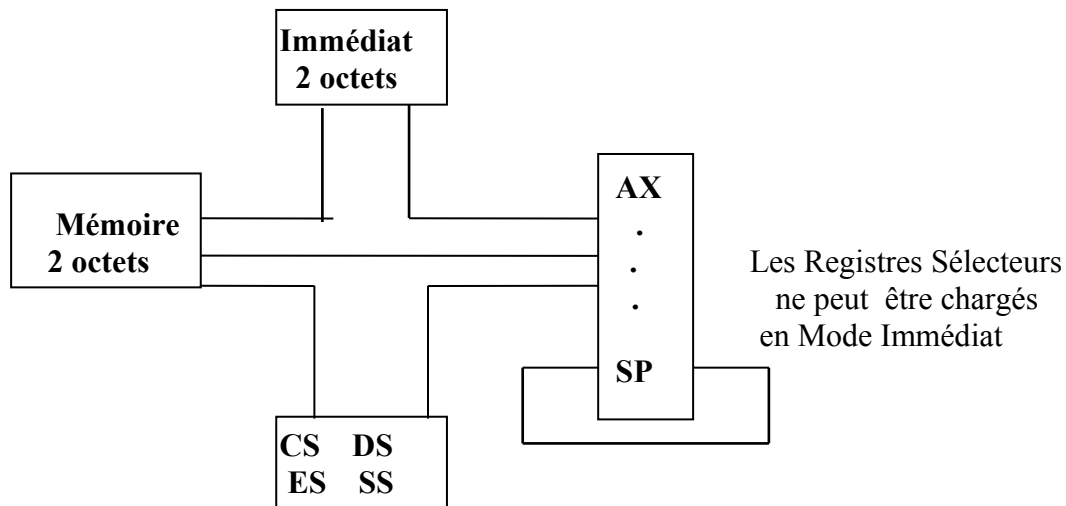 Immédiat
2 octets
Mémoire
2 octets
AX
.
.
.
SP
Les Registres Sélecteurs
ne peut être chargés
en Mode Immédiat
CS DS
ES SS